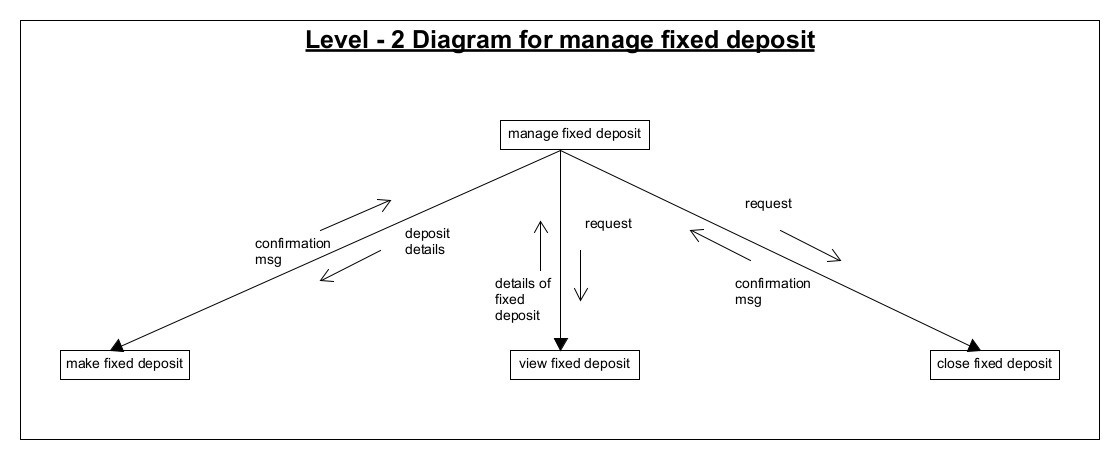 Level - 2 Diagram for manage fixed deposit
manage fixed deposit
request
request
deposit
details
confirmation
msg
details of
fixed
deposit
confirmation
msg
make fixed deposit
view fixed deposit
close fixed deposit